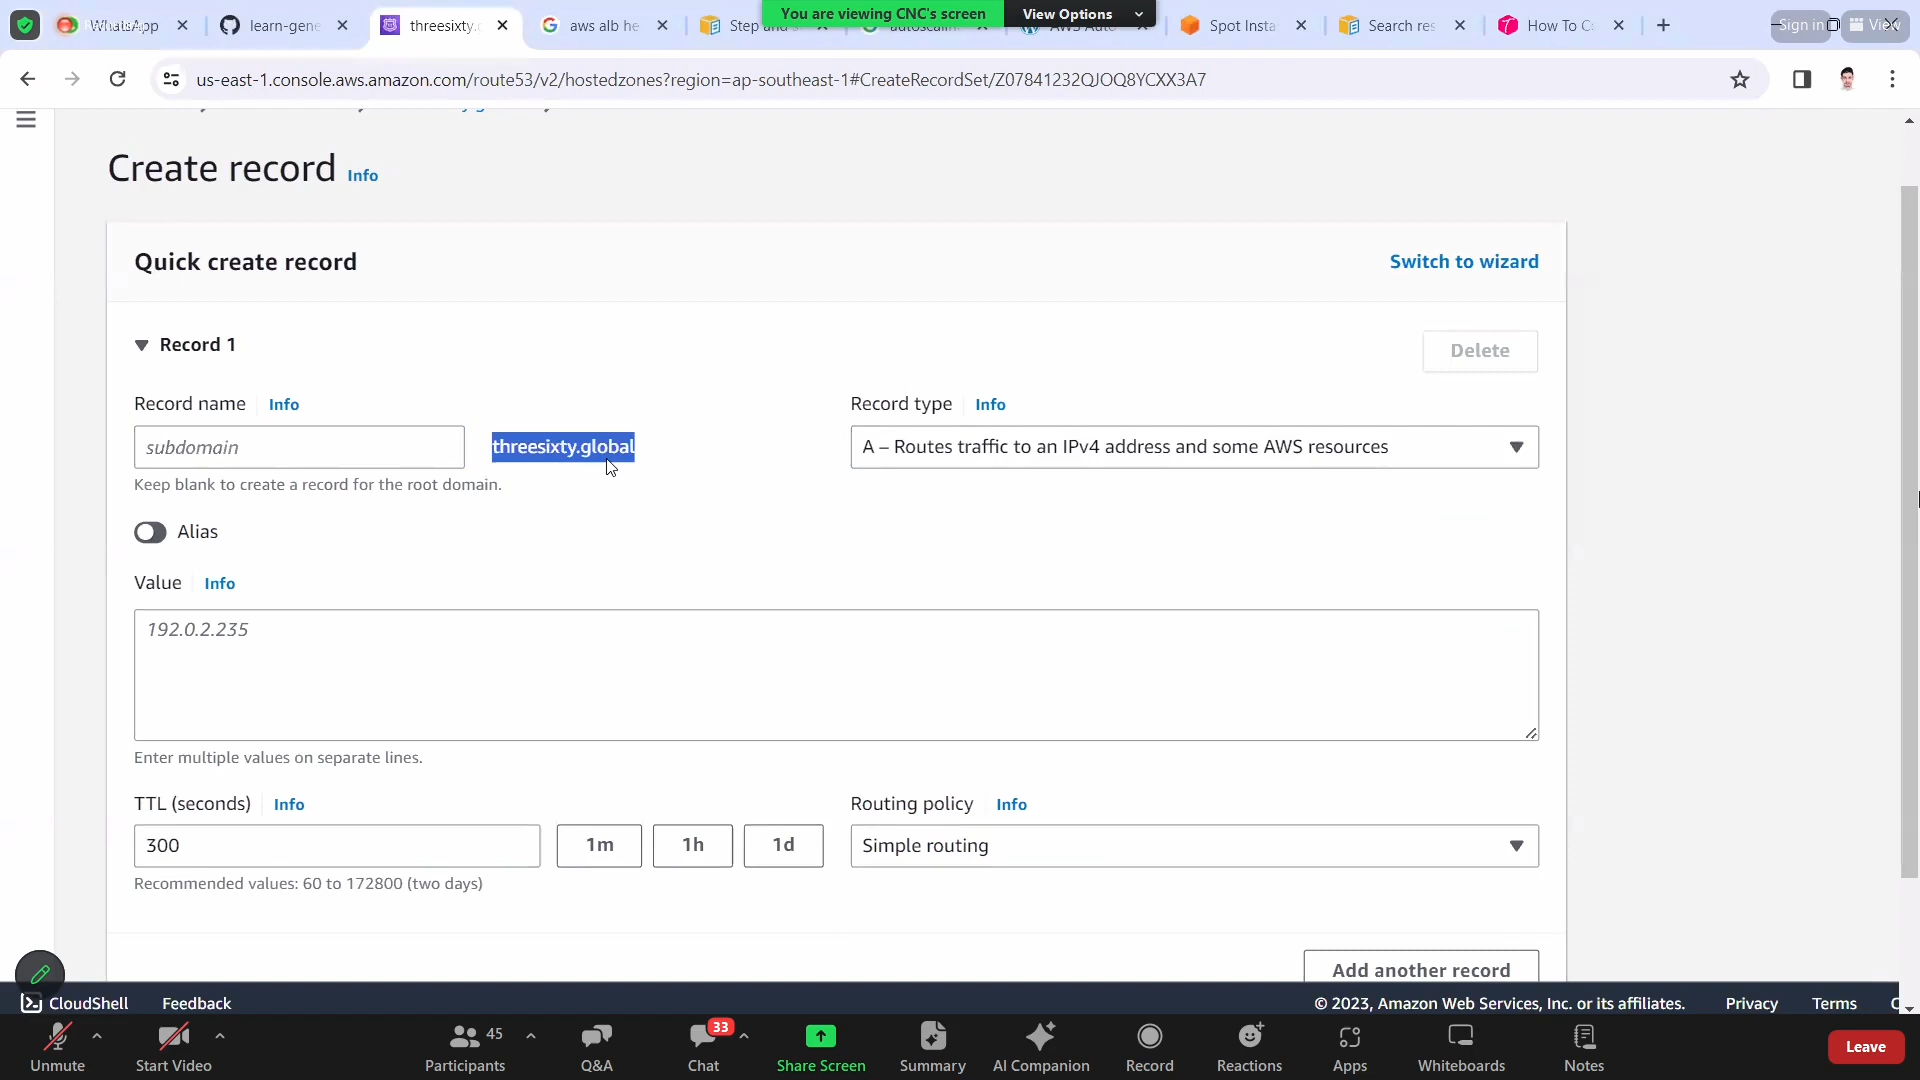 WhatsApp
learn-gene
threesixty.
aws alb he
Step and
You are viewing CNC's screen
View Options
AWS Auto
Spot Insta
Search res
How To C
Sign in
View
us-east-1.console.aws.amazon.com/route53/v2/hostedzones?region=ap-southeast-1#CreateRecordSet/Z07841232QJOQ8YCXX3A7
Create record Info
Quick create record
Switch to wizard
Record 1
Delete
Record name Info
subdomain
threesixty.global
Keep blank to create a record for the root domain.
Record type Info
A – Routes traffic to an IPv4 address and some AWS resources
Alias
Value Info
192.0.2.235
Enter multiple values on separate lines.
TTL (seconds) Info
300
1m
1h
1d
Recommended values: 60 to 172800 (two days)
Routing policy Info
Simple routing
Add another record
CloudShell
Feedback
© 2023, Amazon Web Services, Inc. or its affiliates.
Privacy
Terms
C
Unmute
Start Video
45
Participants
Q&A
33
Chat
Share Screen
Summary
AI Companion
Record
Reactions
Apps
Whiteboards
Notes
Leave